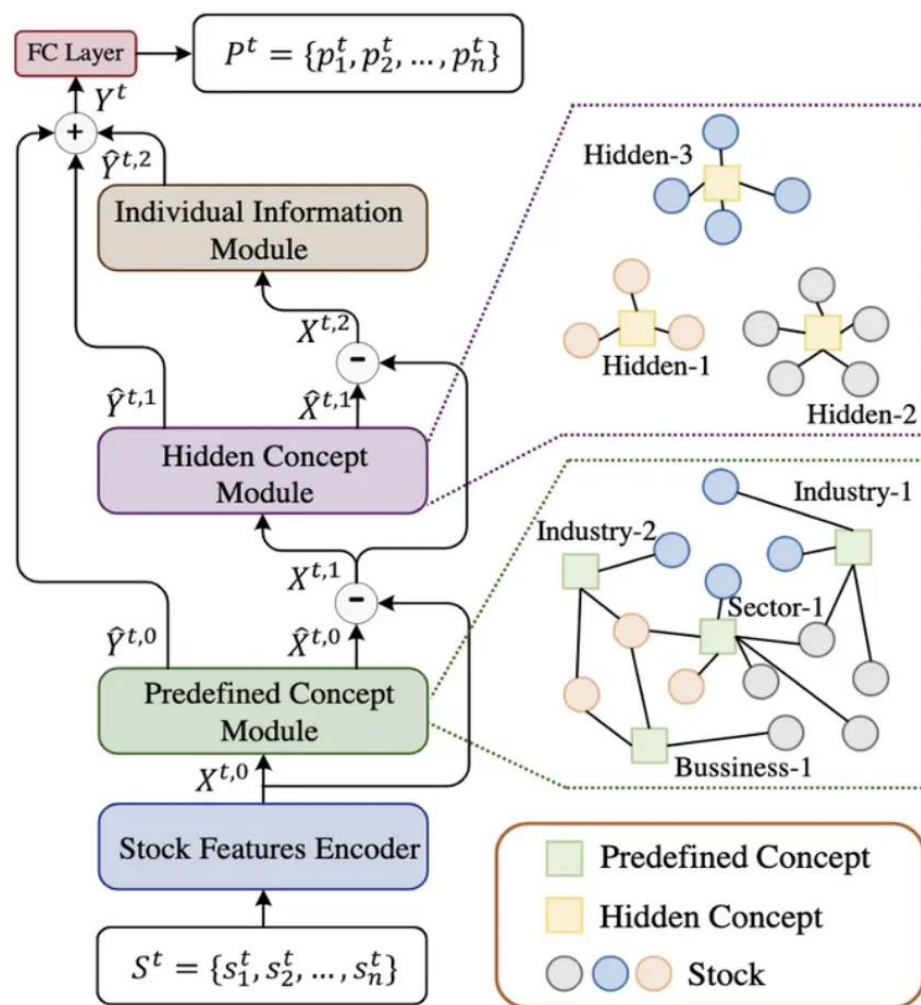 FC Layer
P^t = {p_1^t, p_2^t, ..., p_n^t}
Y^t
+
Ŷ^{t,2}
Individual Information
Module
X^{t,2}
-
Ŷ^{t,1}
X̂^{t,1}
Hidden Concept
Module
X^{t,1}
-
Ŷ^{t,0}
X̂^{t,0}
Predefined Concept
Module
X^{t,0}
Stock Features Encoder
S^t = {s_1^t, s_2^t, ..., s_n^t}
Hidden-3
Hidden-1
Hidden-2
Industry-1
Industry-2
Sector-1
Bussiness-1
Predefined Concept
Hidden Concept
Stock